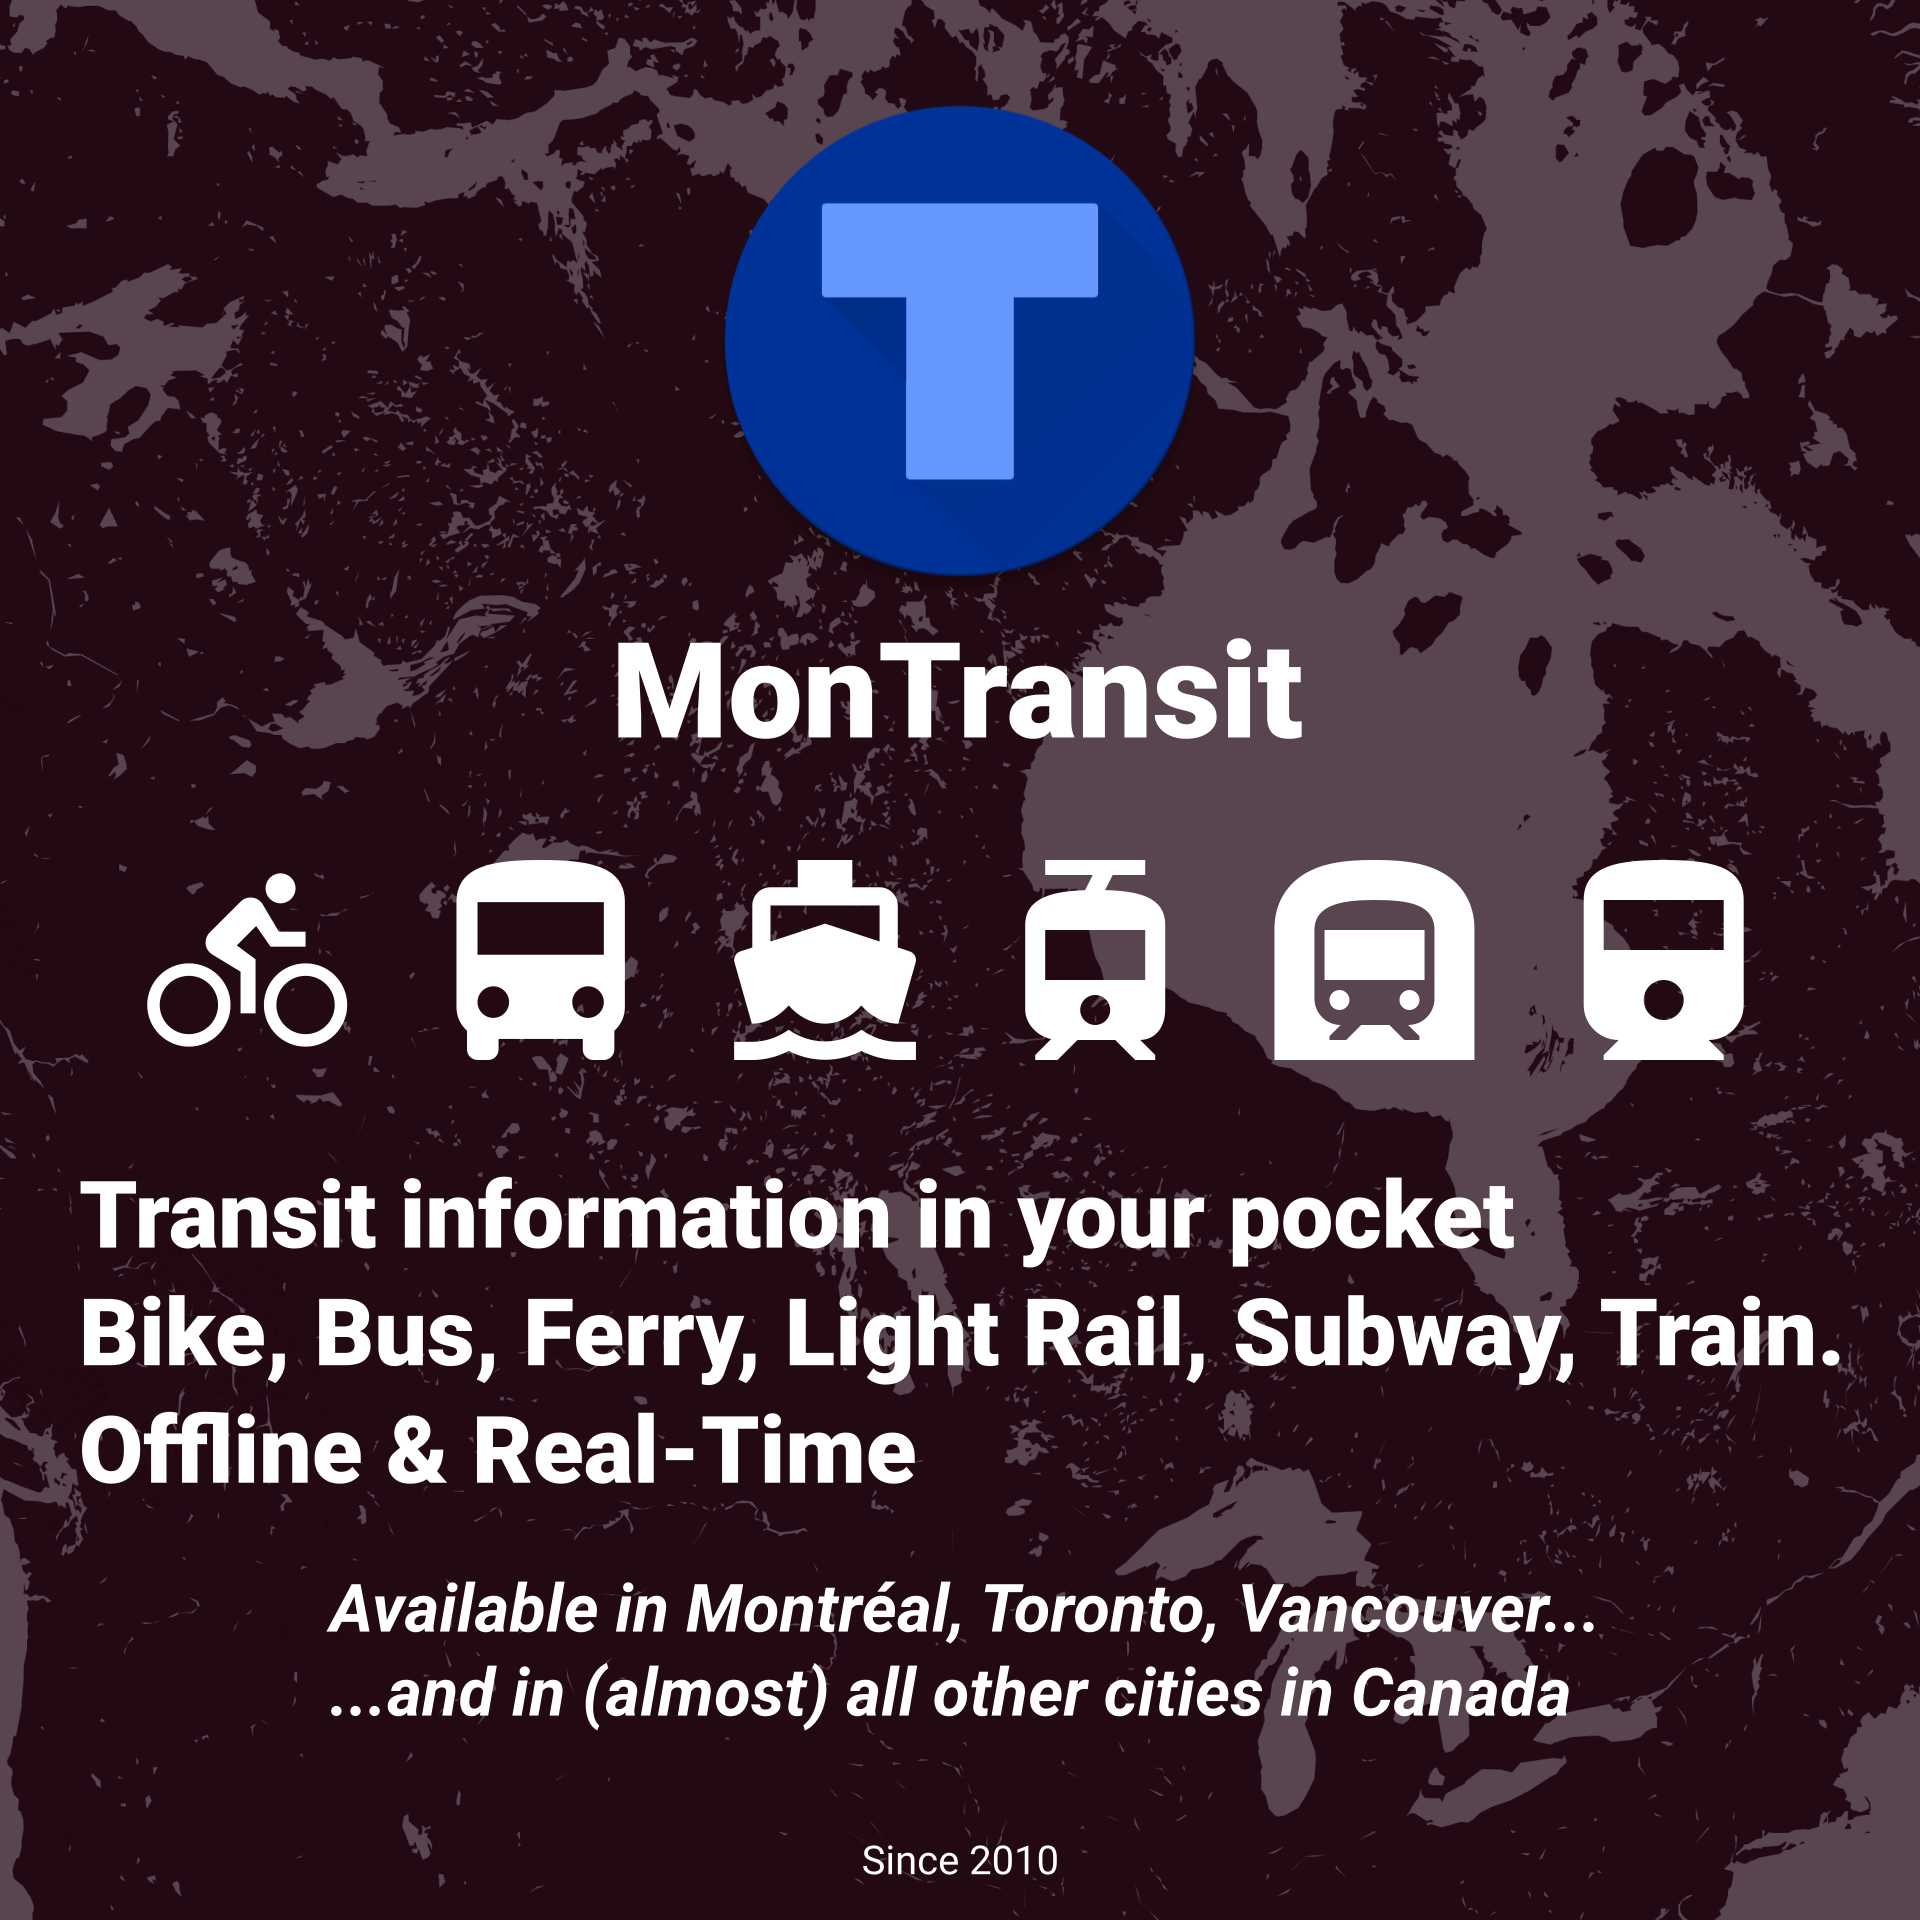 T
MonTransit
Transit information in your pocket
Bike, Bus, Ferry, Light Rail, Subway, Train.
Offline & Real-Time
Available in Montréal, Toronto, Vancouver...
...and in (almost) all other cities in Canada
Since 2010